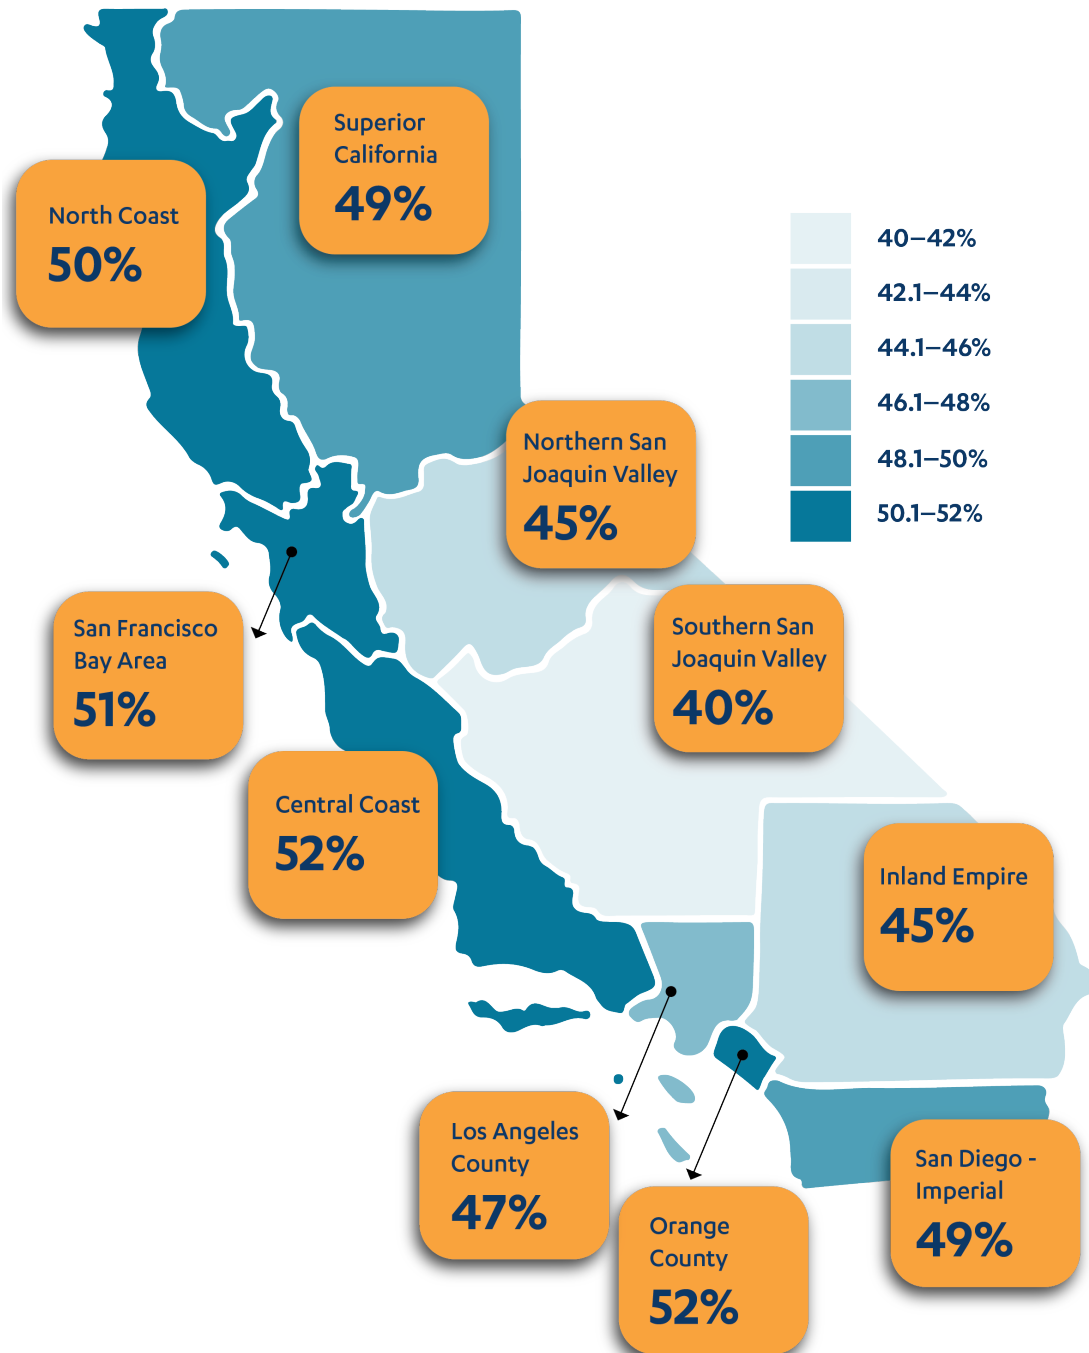 Superior
California
49%
North Coast
50%
40–42%
42.1–44%
44.1–46%
46.1–48%
48.1–50%
50.1–52%
Northern San
Joaquin Valley
45%
San Francisco
Bay Area
51%
Southern San
Joaquin Valley
40%
Central Coast
52%
Inland Empire
45%
Los Angeles
County
47%
Orange
County
52%
San Diego -
Imperial
49%